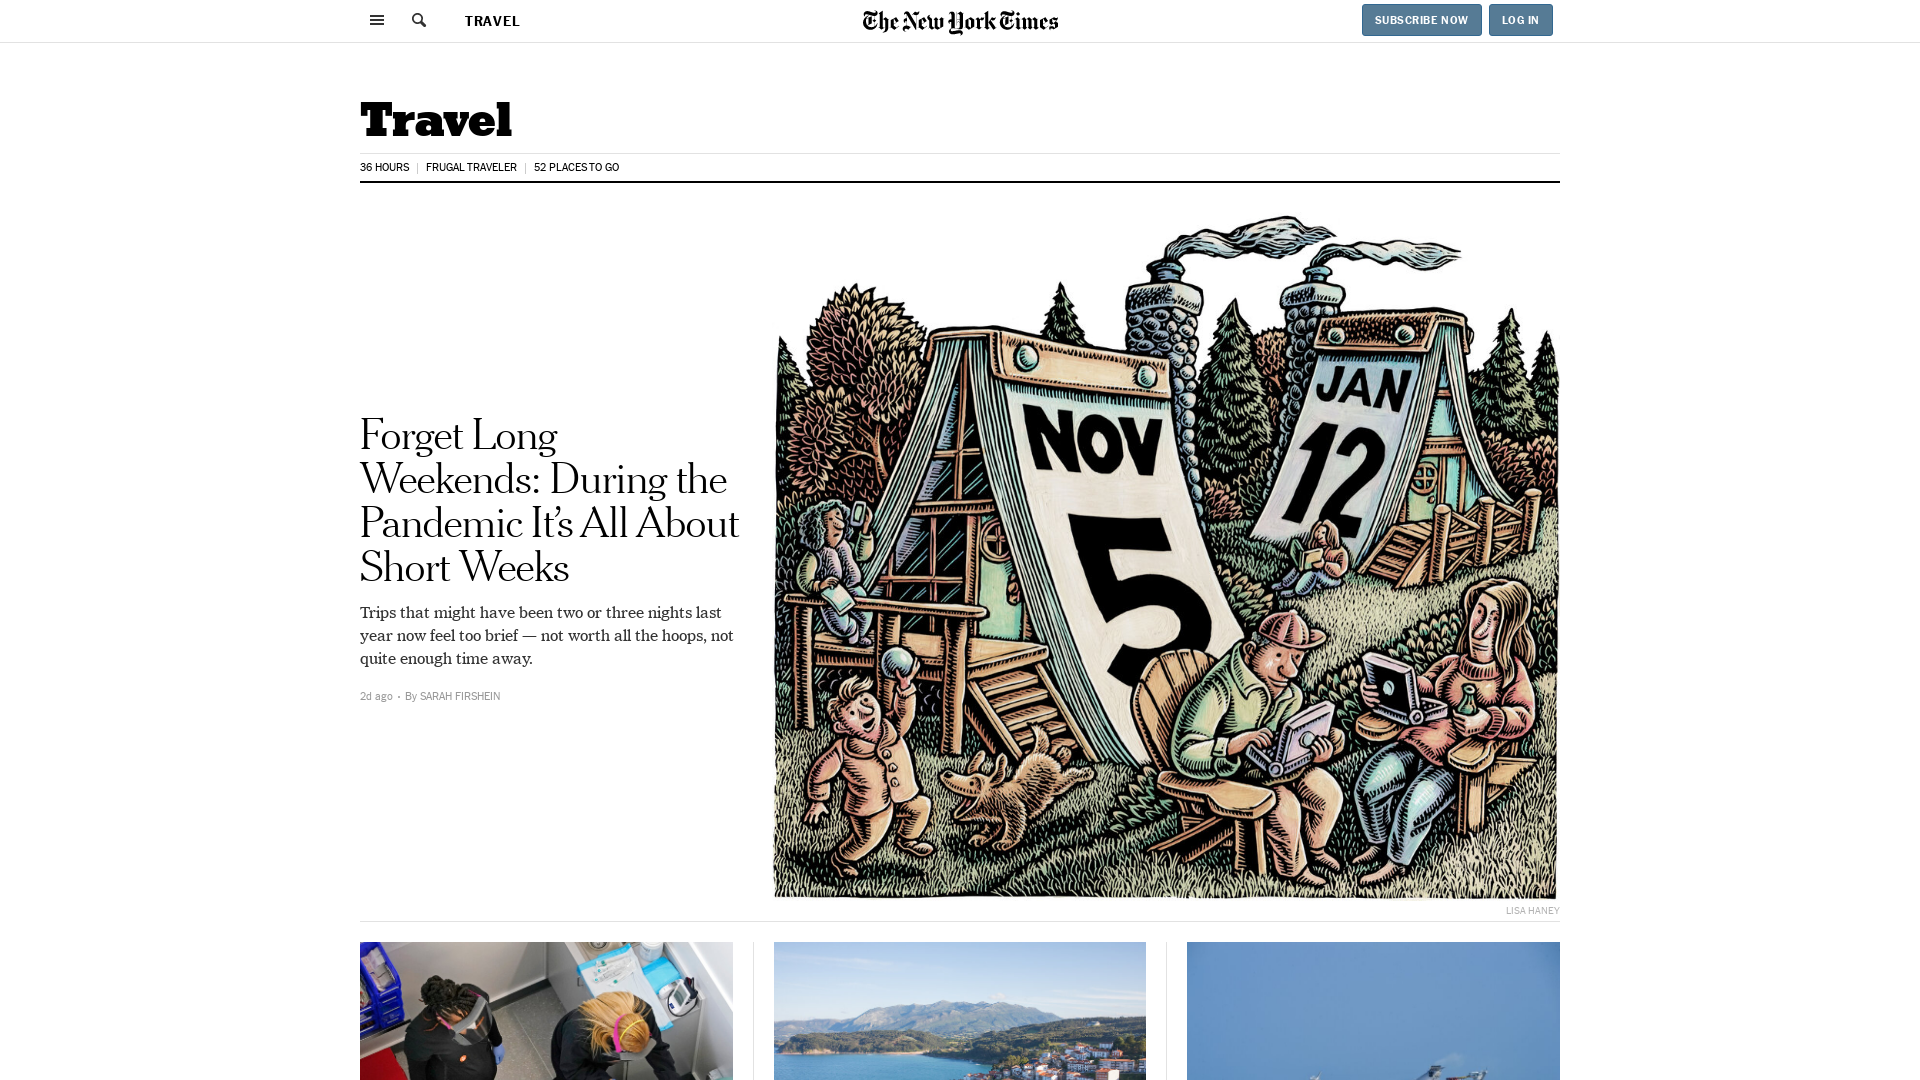 TRAVEL
The New York Times
SUBSCRIBE NOW
LOG IN
Travel
36 HOURS
FRUGAL TRAVELER
52 PLACES TO GO
Forget Long
Weekends: During the
Pandemic It’s All About
Short Weeks
Trips that might have been two or three nights last
year now feel too brief — not worth all the hoops, not
quite enough time away.
2d ago • By SARAH FIRSHEIN
NOV
5
JAN
12
LISA HANEY